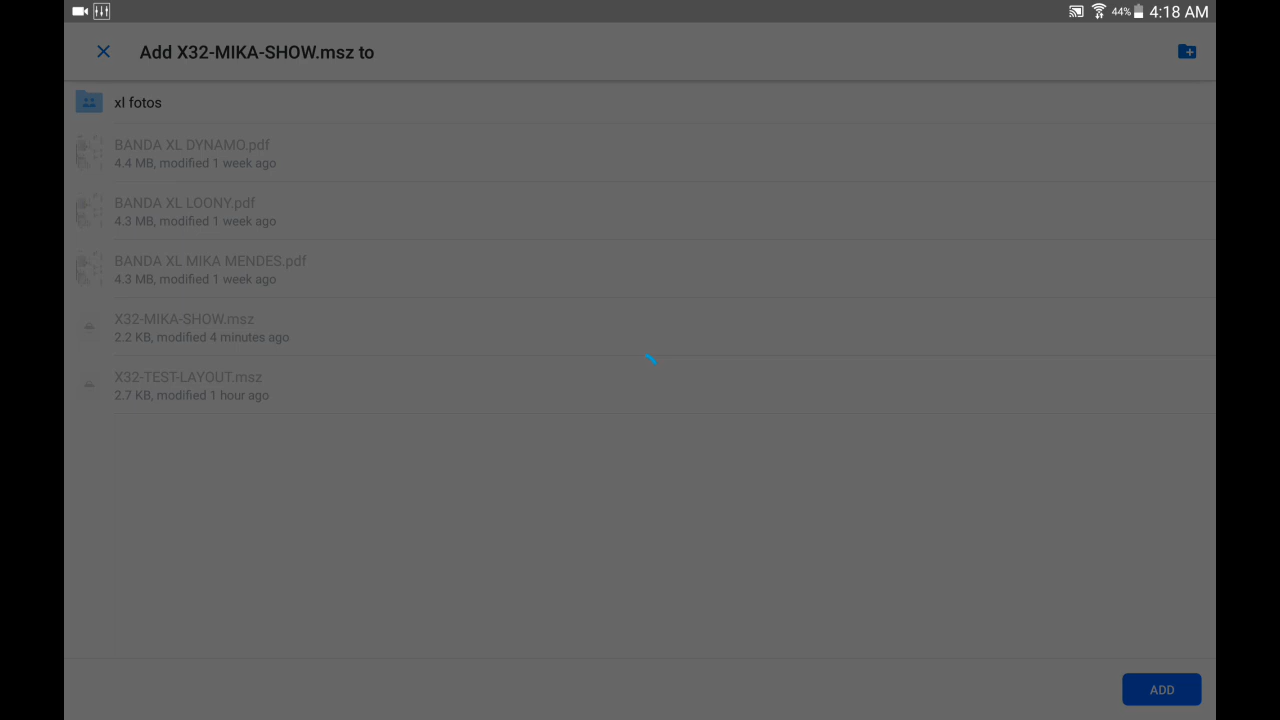 44% 4:18 AM
Add X32-MIKA-SHOW.msz to
xl fotos
BANDA XL DYNAMO.pdf
4.4 MB, modified 1 week ago
BANDA XL LOONY.pdf
4.3 MB, modified 1 week ago
BANDA XL MIKA MENDES.pdf
4.3 MB, modified 1 week ago
X32-MIKA-SHOW.msz
2.2 KB, modified 4 minutes ago
X32-TEST-LAYOUT.msz
2.7 KB, modified 1 hour ago
ADD